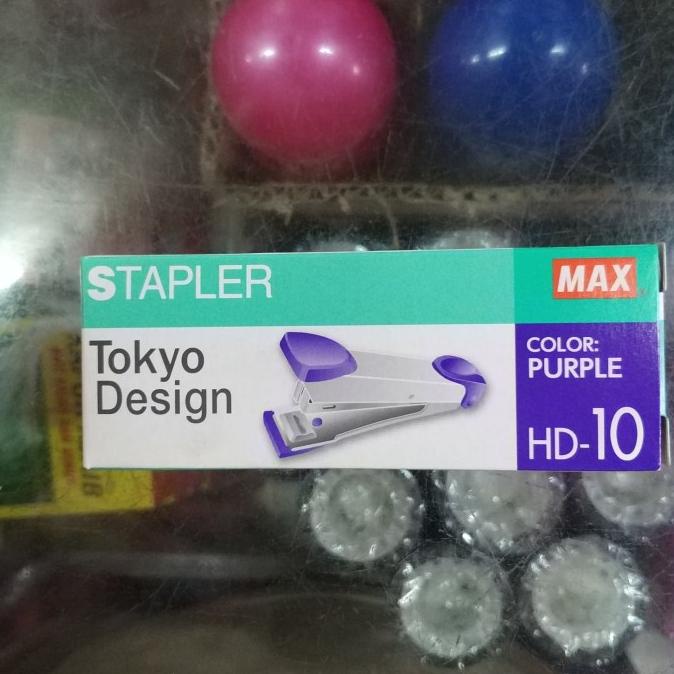 STAPLER
MAX
Tokyo
Design
COLOR:
PURPLE
HD-10